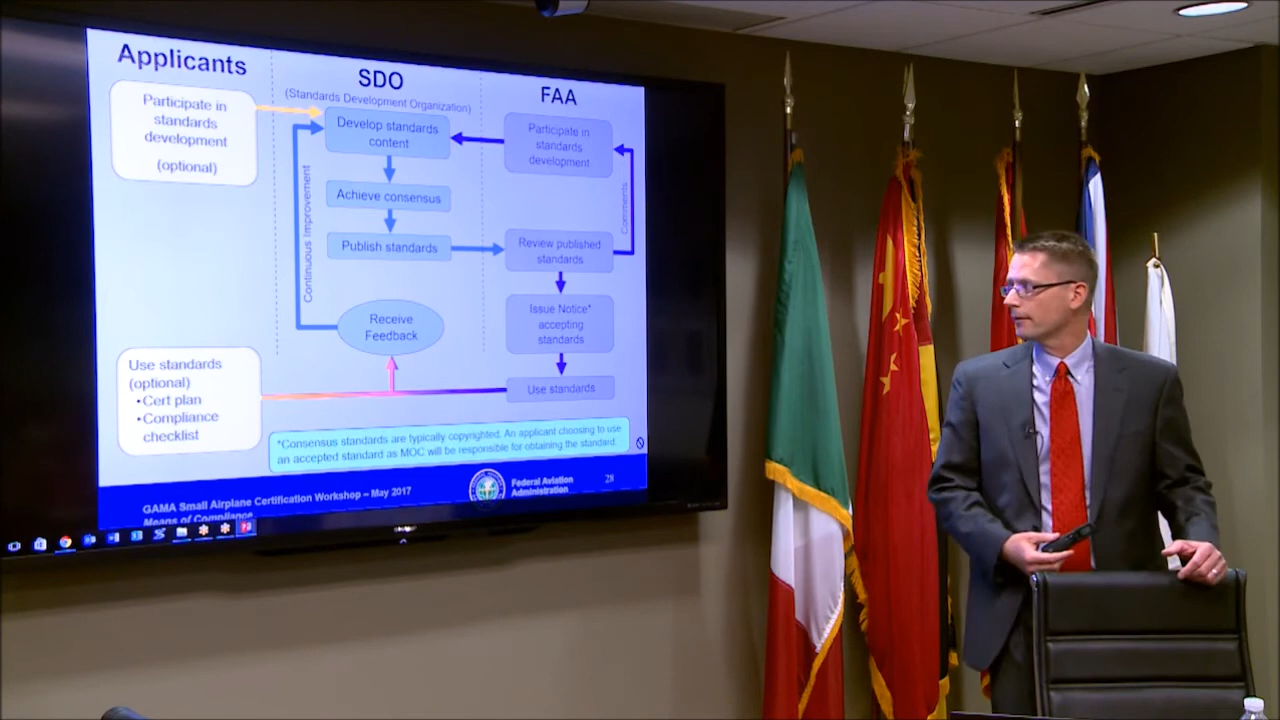 Applicants
SDO
(Standards Development Organization)
FAA
Participate in
standards
development
(optional)
Develop standards
content
Participate in
standards
development
Continuous Improvement
Comments
Achieve consensus
Publish standards
Review published
standards
Receive
Feedback
Issue Notice*
accepting
standards
Use standards
(optional)
•Cert plan
•Compliance
checklist
Use standards
*Consensus standards are typically copyrighted. An applicant choosing to use
an accepted standard as MOC will be responsible for obtaining the standard.
GAMA Small Airplane Certification Workshop – May 2017
Means of Compliance
Federal Aviation
Administration
28